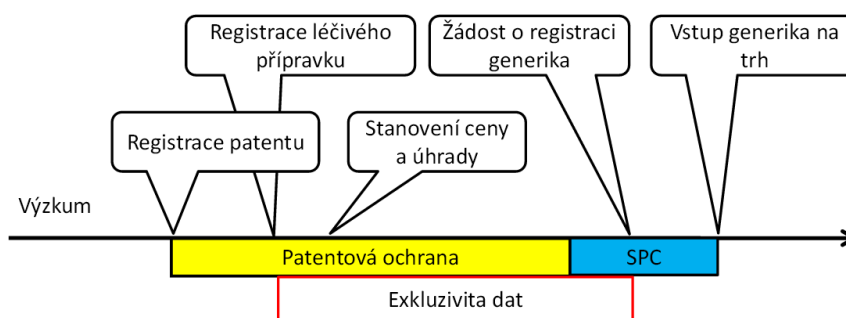 Registrace léčivého
přípravku
Žádost o registraci
generika
Vstup generika na
trh
Registrace patentu
Stanovení ceny
a úhrady
Výzkum
Patentová ochrana
SPC
Exkluzivita dat